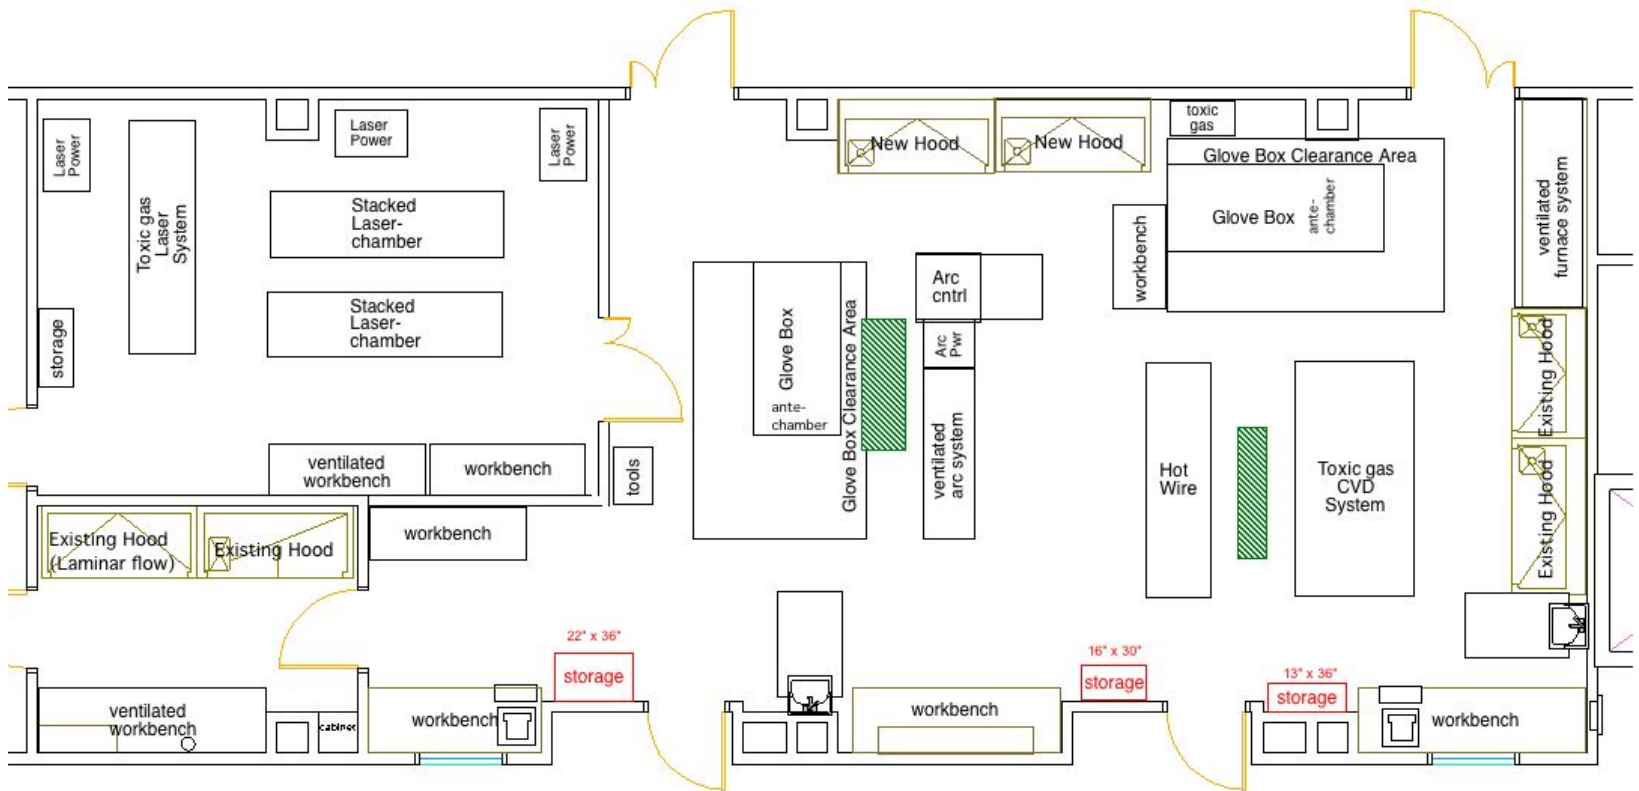 Laser
Power
Toxic gas
Laser
System
Laser
Power
Laser
Power
Stacked
Laser-
chamber
Stacked
Laser-
chamber
storage
ventilated
workbench
workbench
tools
Existing Hood
(Laminar flow)
Existing Hood
workbench
ventilated
workbench
cabinet
workbench
22" x 36"
storage
New Hood
New Hood
toxic
gas
Glove Box Clearance Area
Glove Box
ante-
chamber
workbench
ventilated
furnace system
Glove Box
ante-
chamber
Glove Box Clearance Area
Arc
cntrl
Arc
Pwr
ventilated
arc system
Hot
Wire
Toxic gas
CVD
System
Existing Hood
Existing Hood
workbench
16" x 30"
storage
13" x 36"
storage
workbench